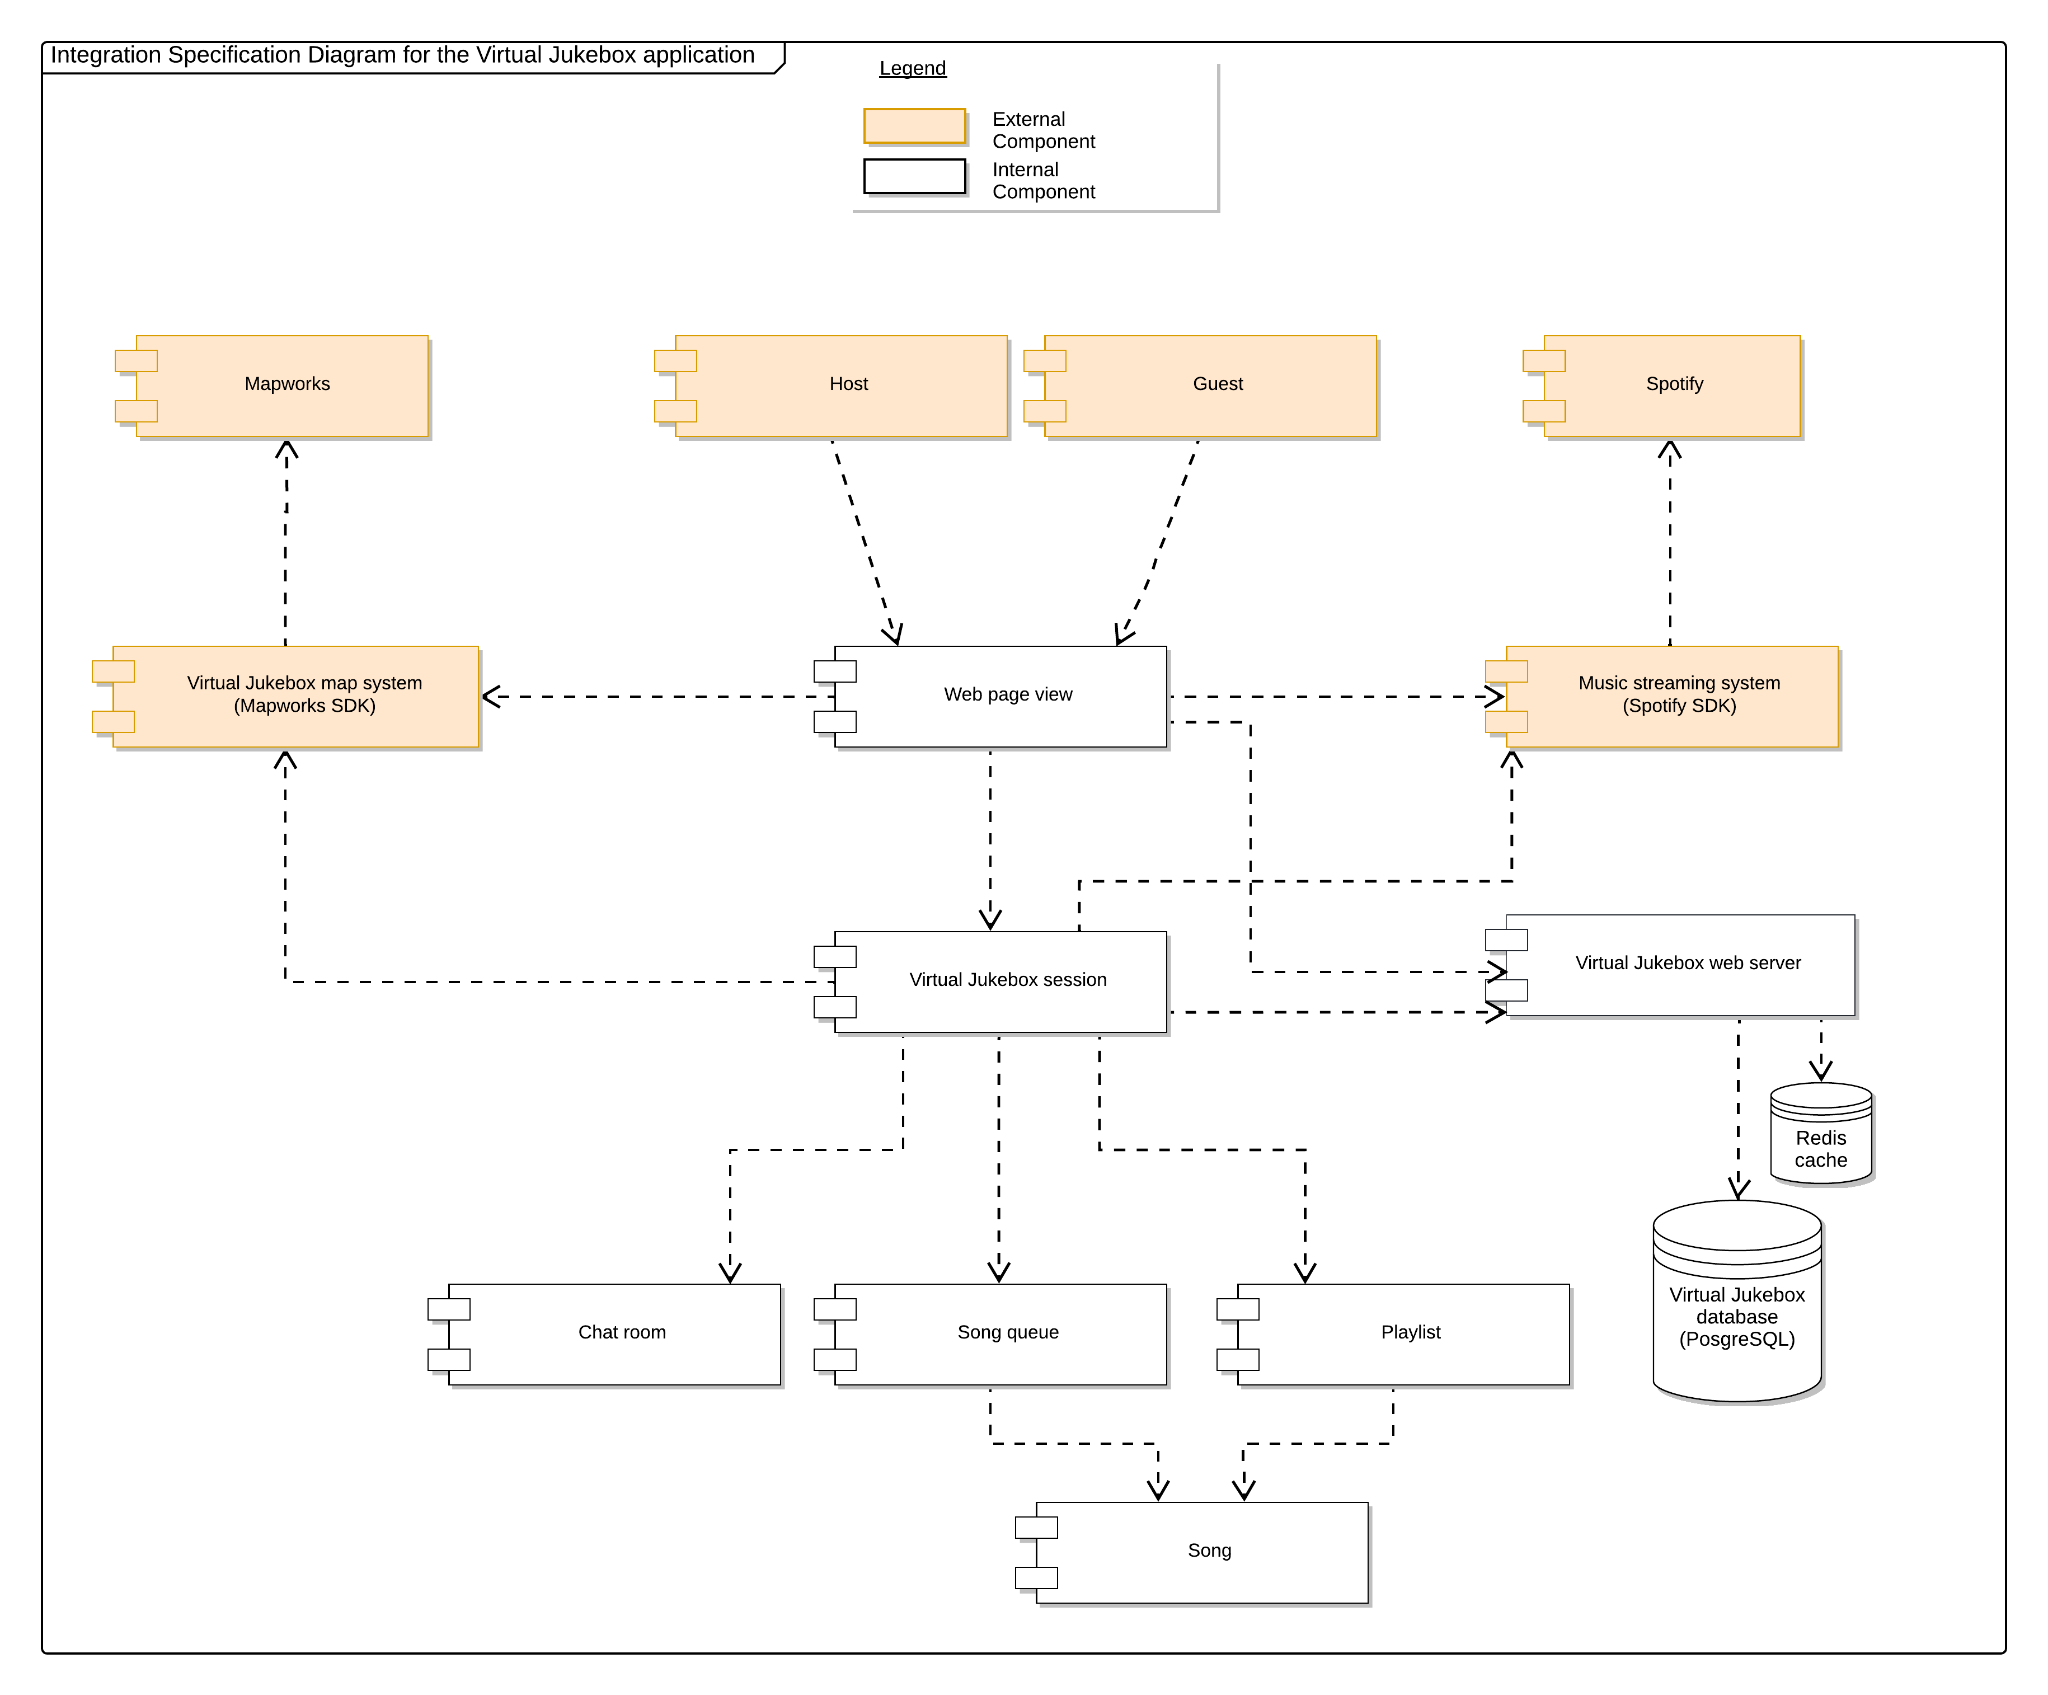 Integration Specification Diagram for the Virtual Jukebox application
Legend
External
Component
Internal
Component
Mapworks
Host
Guest
Spotify
Virtual Jukebox map system
(Mapworks SDK)
Web page view
Music streaming system
(Spotify SDK)
Virtual Jukebox session
Virtual Jukebox web server
Redis
cache
Virtual Jukebox
database
(PosgreSQL)
Chat room
Song queue
Playlist
Song